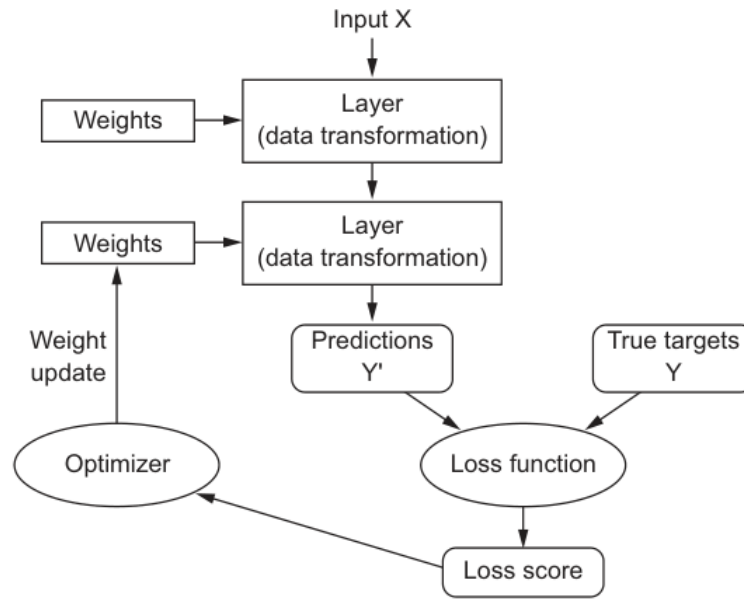 Input X
Layer
(data transformation)
Weights
Layer
(data transformation)
Weights
Weight
update
Predictions
Y'
True targets
Y
Optimizer
Loss function
Loss score